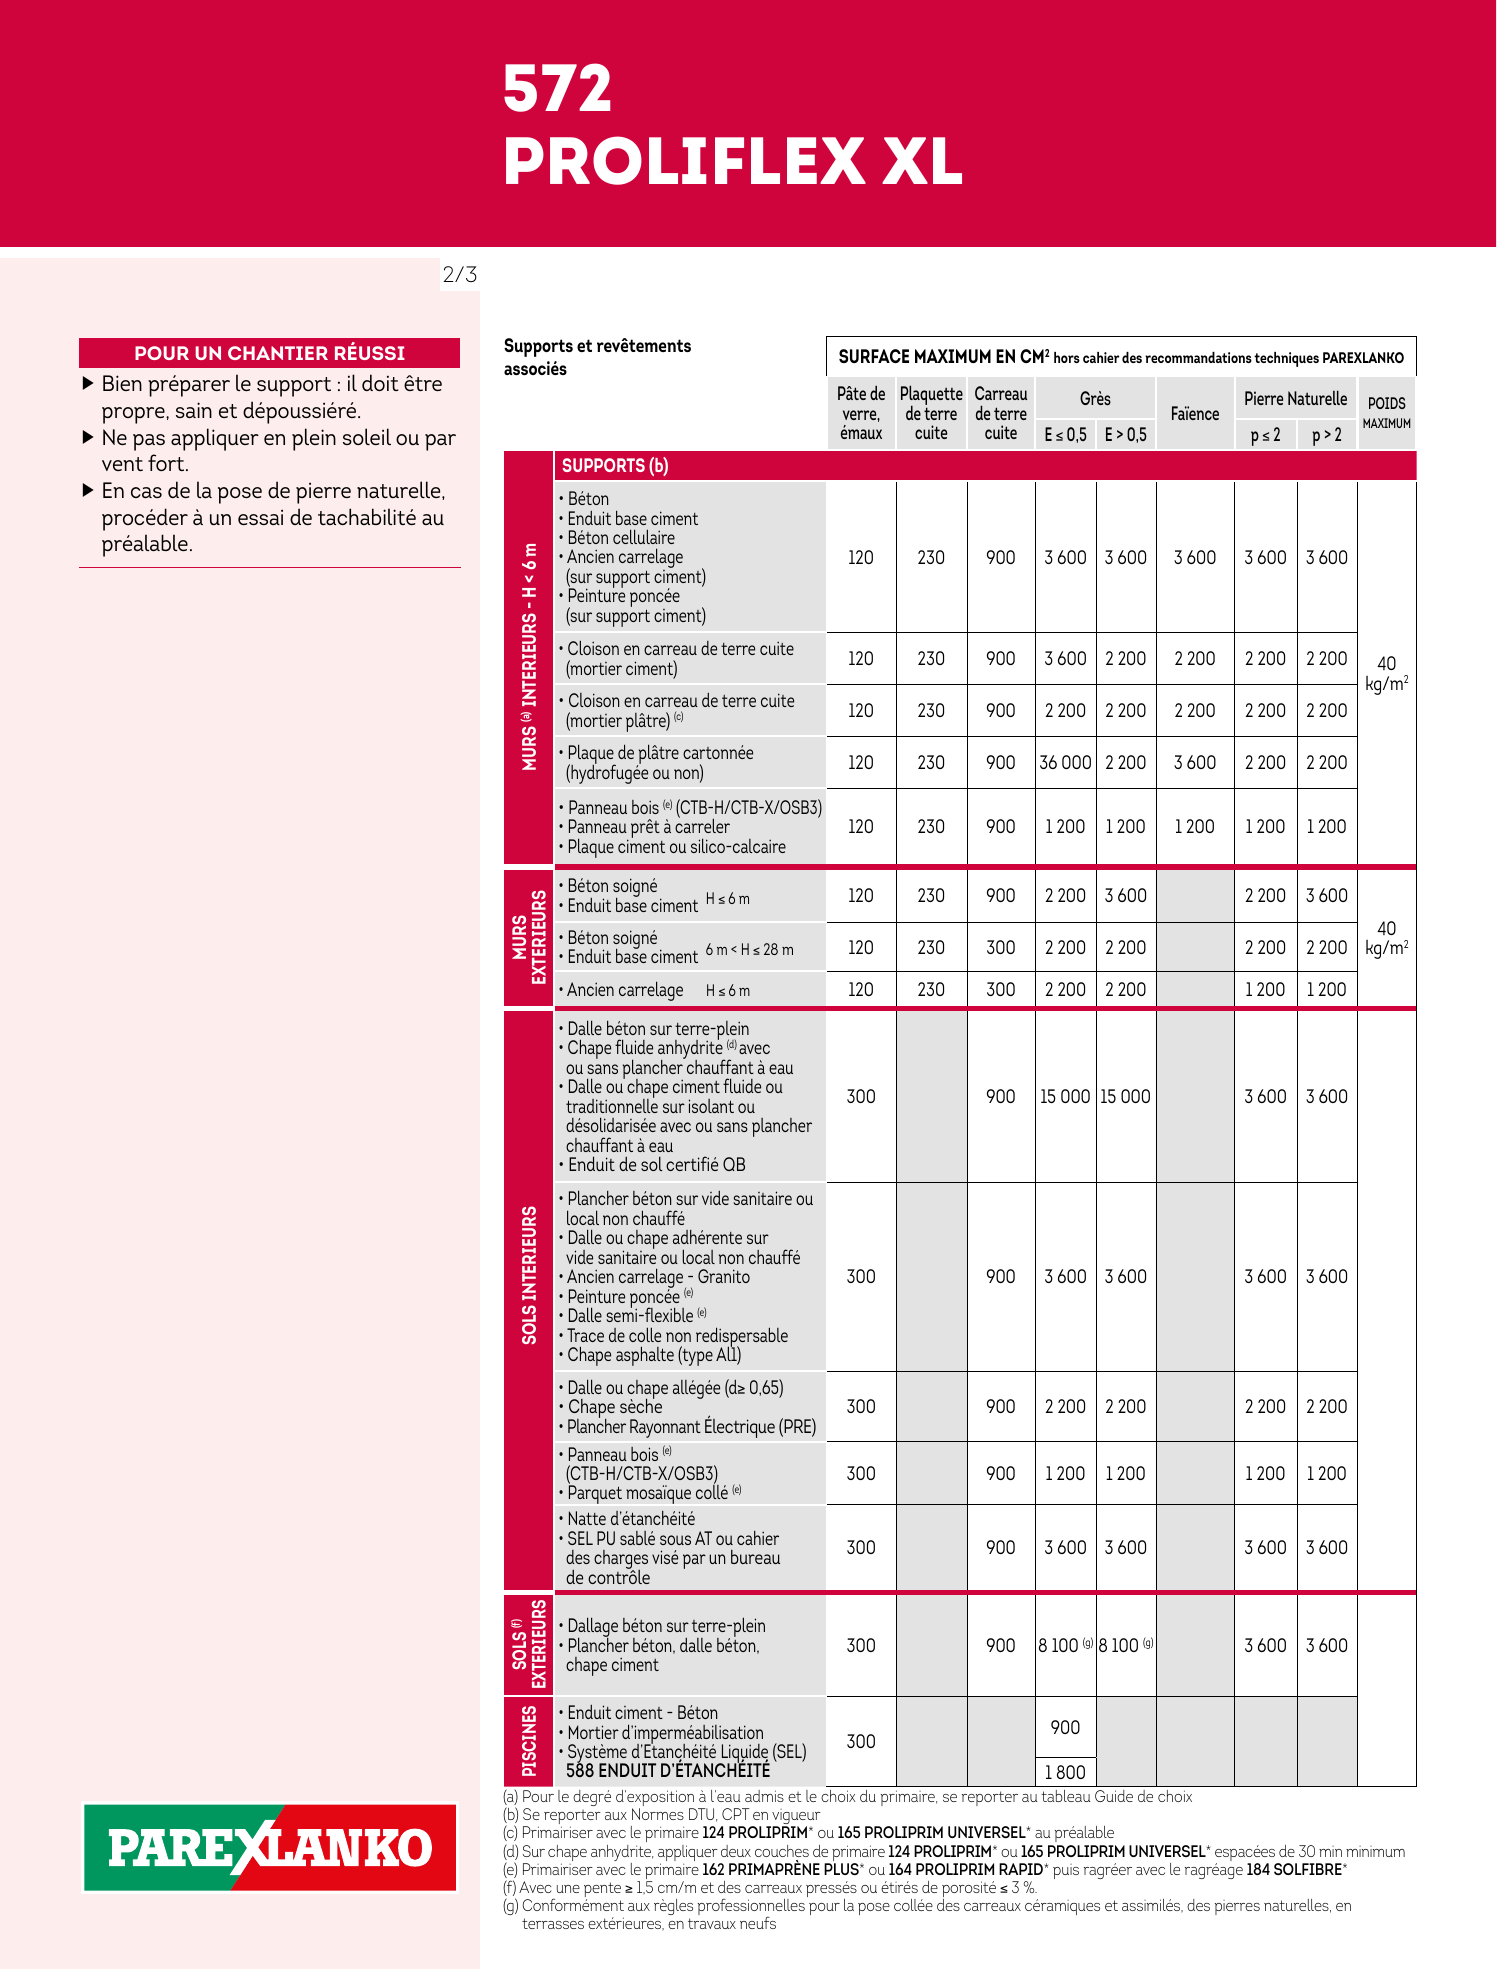 572
PROLIFLEX XL
2/3
POUR UN CHANTIER RÉUSSI
Bien préparer le support : il doit être
propre, sain et dépoussiéré.
Ne pas appliquer en plein soleil ou par
vent fort.
En cas de la pose de pierre naturelle,
procéder à un essai de tachabilité au
préalable.
Supports et revêtements
associés
SURFACE MAXIMUM EN CM² hors cahier des recommandations techniques PAREXLANKO
Pâte de verre, émaux
Plaquette de terre cuite
Carreau de terre cuite
Grès
E ≤ 0,5 E > 0,5
Faïence
Pierre Naturelle
p ≤ 2 p > 2
POIDS MAXIMUM
SUPPORTS (b)
MURS (a) INTERIEURS - H < 6 m
• Béton
• Enduit base ciment
• Béton cellulaire
• Ancien carrelage
(sur support ciment)
• Peinture poncée
(sur support ciment)
120 230 900 3 600 3 600 3 600 3 600 3 600
• Cloison en carreau de terre cuite
(mortier ciment)
120 230 900 3 600 2 200 2 200 2 200 2 200
40
kg/m²
• Cloison en carreau de terre cuite
(mortier plâtre) (c)
120 230 900 2 200 2 200 2 200 2 200 2 200
• Plaque de plâtre cartonnée
(hydrofugée ou non)
120 230 900 36 000 2 200 3 600 2 200 2 200
• Panneau bois (e) (CTB-H/CTB-X/OSB3)
• Panneau prêt à carreler
• Plaque ciment ou silico-calcaire
120 230 900 1 200 1 200 1 200 1 200 1 200
MURS
EXTERIEURS
• Béton soigné
• Enduit base ciment H ≤ 6 m
120 230 900 2 200 3 600 2 200 3 600
• Béton soigné
• Enduit base ciment 6 m < H ≤ 28 m
120 230 300 2 200 2 200 2 200 2 200
40
kg/m²
• Ancien carrelage H ≤ 6 m
120 230 300 2 200 2 200 1 200 1 200
SOLS INTERIEURS
• Dalle béton sur terre-plein
• Chape fluide anhydrite (d) avec
ou sans plancher chauffant à eau
• Dalle ou chape ciment fluide ou
traditionnelle sur isolant ou
désolidarisée avec ou sans plancher
chauffant à eau
• Enduit de sol certifié QB
300 900 15 000 15 000 3 600 3 600
• Plancher béton sur vide sanitaire ou
local non chauffé
• Dalle ou chape adhérente sur
vide sanitaire ou local non chauffé
• Ancien carrelage - Granito
• Peinture poncée (e)
• Dalle semi-flexible (e)
• Trace de colle non redispersable
• Chape asphalte (type Al1)
300 900 3 600 3 600 3 600 3 600
• Dalle ou chape allégée (d≥ 0,65)
• Chape sèche
• Plancher Rayonnant Électrique (PRE)
300 900 2 200 2 200 2 200 2 200
• Panneau bois (e)
(CTB-H/CTB-X/OSB3)
• Parquet mosaïque collé (e)
300 900 1 200 1 200 1 200 1 200
• Natte d'étanchéité
• SEL PU sablé sous AT ou cahier
des charges visé par un bureau
de contrôle
300 900 3 600 3 600 3 600 3 600
SOLS (f)
EXTERIEURS
• Dallage béton sur terre-plein
• Plancher béton, dalle béton,
chape ciment
300 900 8 100 (g) 8 100 (g) 3 600 3 600
PISCINES
• Enduit ciment - Béton
• Mortier d'imperméabilisation
• Système d'Etanchéité Liquide (SEL)
588 ENDUIT D'ÉTANCHÉITÉ
300 900
1 800
(a) Pour le degré d'exposition à l'eau admis et le choix du primaire, se reporter au tableau Guide de choix
(b) Se reporter aux Normes DTU, CPT en vigueur
(c) Primairiser avec le primaire 124 PROLIPRIM* ou 165 PROLIPRIM UNIVERSEL* au préalable
(d) Sur chape anhydrite, appliquer deux couches de primaire 124 PROLIPRIM* ou 165 PROLIPRIM UNIVERSEL* espacées de 30 min minimum
(e) Primairiser avec le primaire 162 PRIMAPRÈNE PLUS* ou 164 PROLIPRIM RAPID* puis ragréer avec le ragréage 184 SOLFIBRE*
(f) Avec une pente ≥ 1,5 cm/m et des carreaux pressés ou étirés de porosité ≤ 3 %.
(g) Conformément aux règles professionnelles pour la pose collée des carreaux céramiques et assimilés, des pierres naturelles, en
terrasses extérieures, en travaux neufs
PAREXLANKO